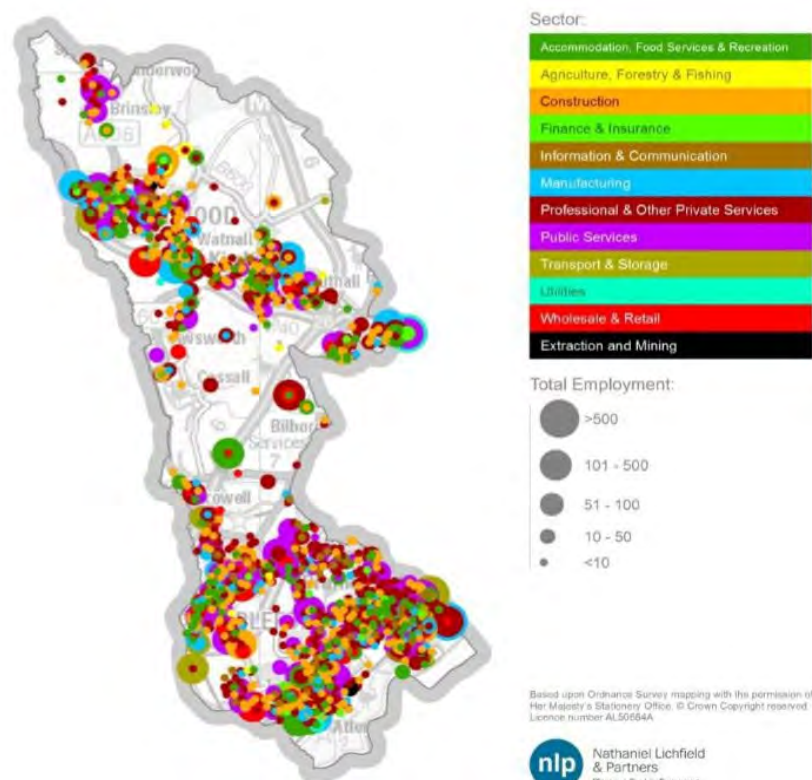 Sector:
Accommodation, Food Services & Recreation
Agriculture, Forestry & Fishing
Construction
Finance & Insurance
Information & Communication
Manufacturing
Professional & Other Private Services
Public Services
Transport & Storage
Utilities
Wholesale & Retail
Extraction and Mining
Total Employment:
>500
101 - 500
51 - 100
10 - 50
<10
Brinsley
OOD
Watnall
Cossall
Services
7
Based upon Ordnance Survey mapping with the permission of
Her Majesty's Stationery Office. © Crown Copyright reserved.
Licence number AL50684A
nlp
Nathaniel Lichfield
& Partners